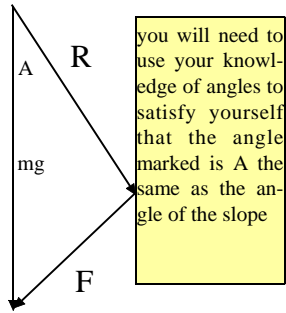 R
A
mg
F
you will need to
use your knowl-
edge of angles to
satisfy yourself
that the angle
marked is A the
same as the an-
gle of the slope